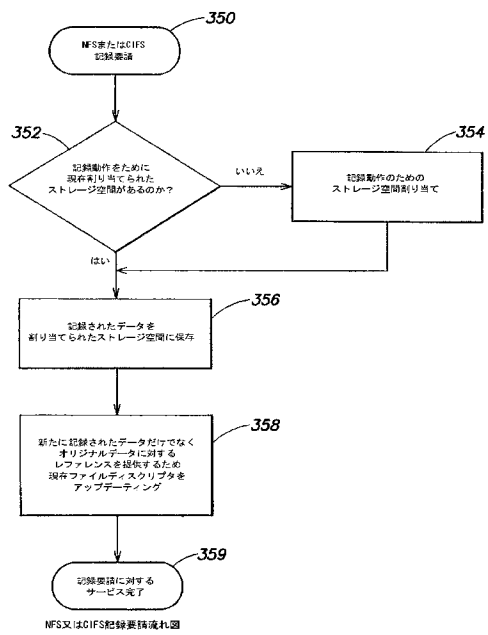 350
NFSまたはCIFS
記録要請
352
記録動作をために
現在割り当てられた
ストレージ空間があるのか？
いいえ
354
記録動作のための
ストレージ空間割り当て
はい
356
記録されたデータを
割り当てられたストレージ空間に保存
358
新たに記録されたデータだけでなく
オリジナルデータに対する
レファレンスを提供するため
現在ファイルディスクリプタを
アップデーティング
359
記録要請に対する
サービス完了
NFS又はCIFS記録要請流れ図